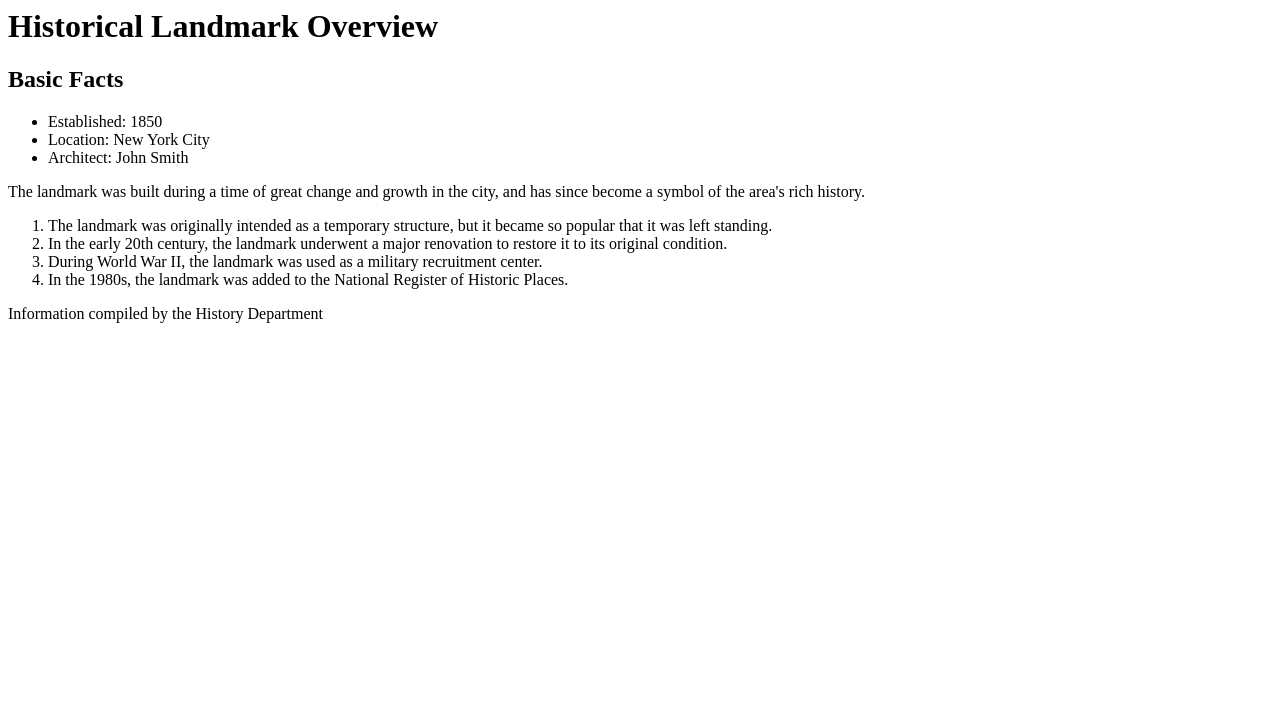 Historical Landmark Overview
Basic Facts
• Established: 1850
• Location: New York City
• Architect: John Smith
The landmark was built during a time of great change and growth in the city, and has since become a symbol of the area's rich history.
1. The landmark was originally intended as a temporary structure, but it became so popular that it was left standing.
2. In the early 20th century, the landmark underwent a major renovation to restore it to its original condition.
3. During World War II, the landmark was used as a military recruitment center.
4. In the 1980s, the landmark was added to the National Register of Historic Places.
Information compiled by the History Department